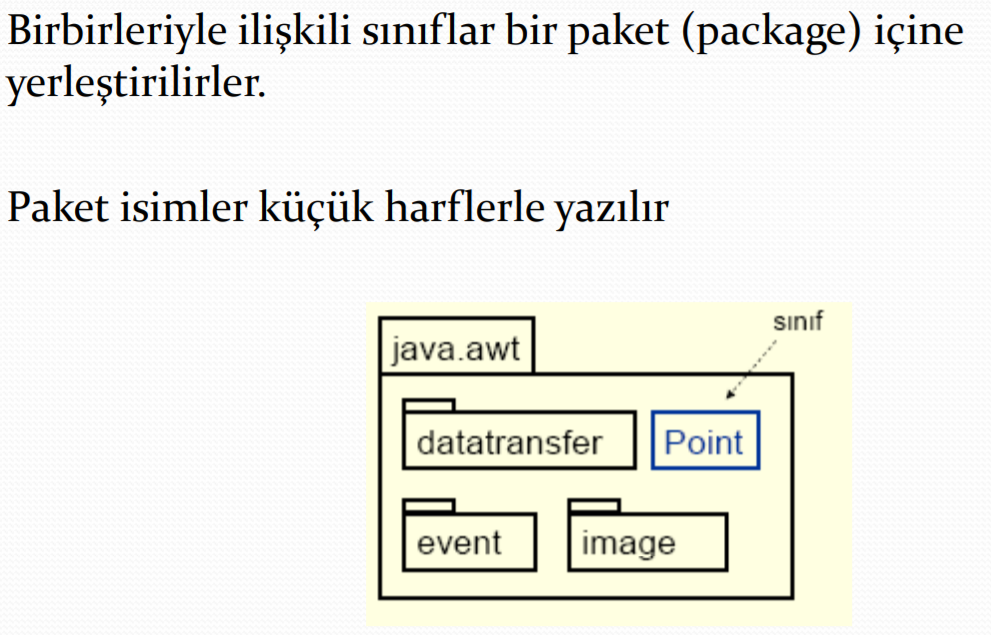 Birbirleriyle ilişkili sınıflar bir paket (package) içine
yerleştirilirler.
Paket isimler küçük harflerle yazılır
sınıf
java.awt
datatransfer
Point
event
image